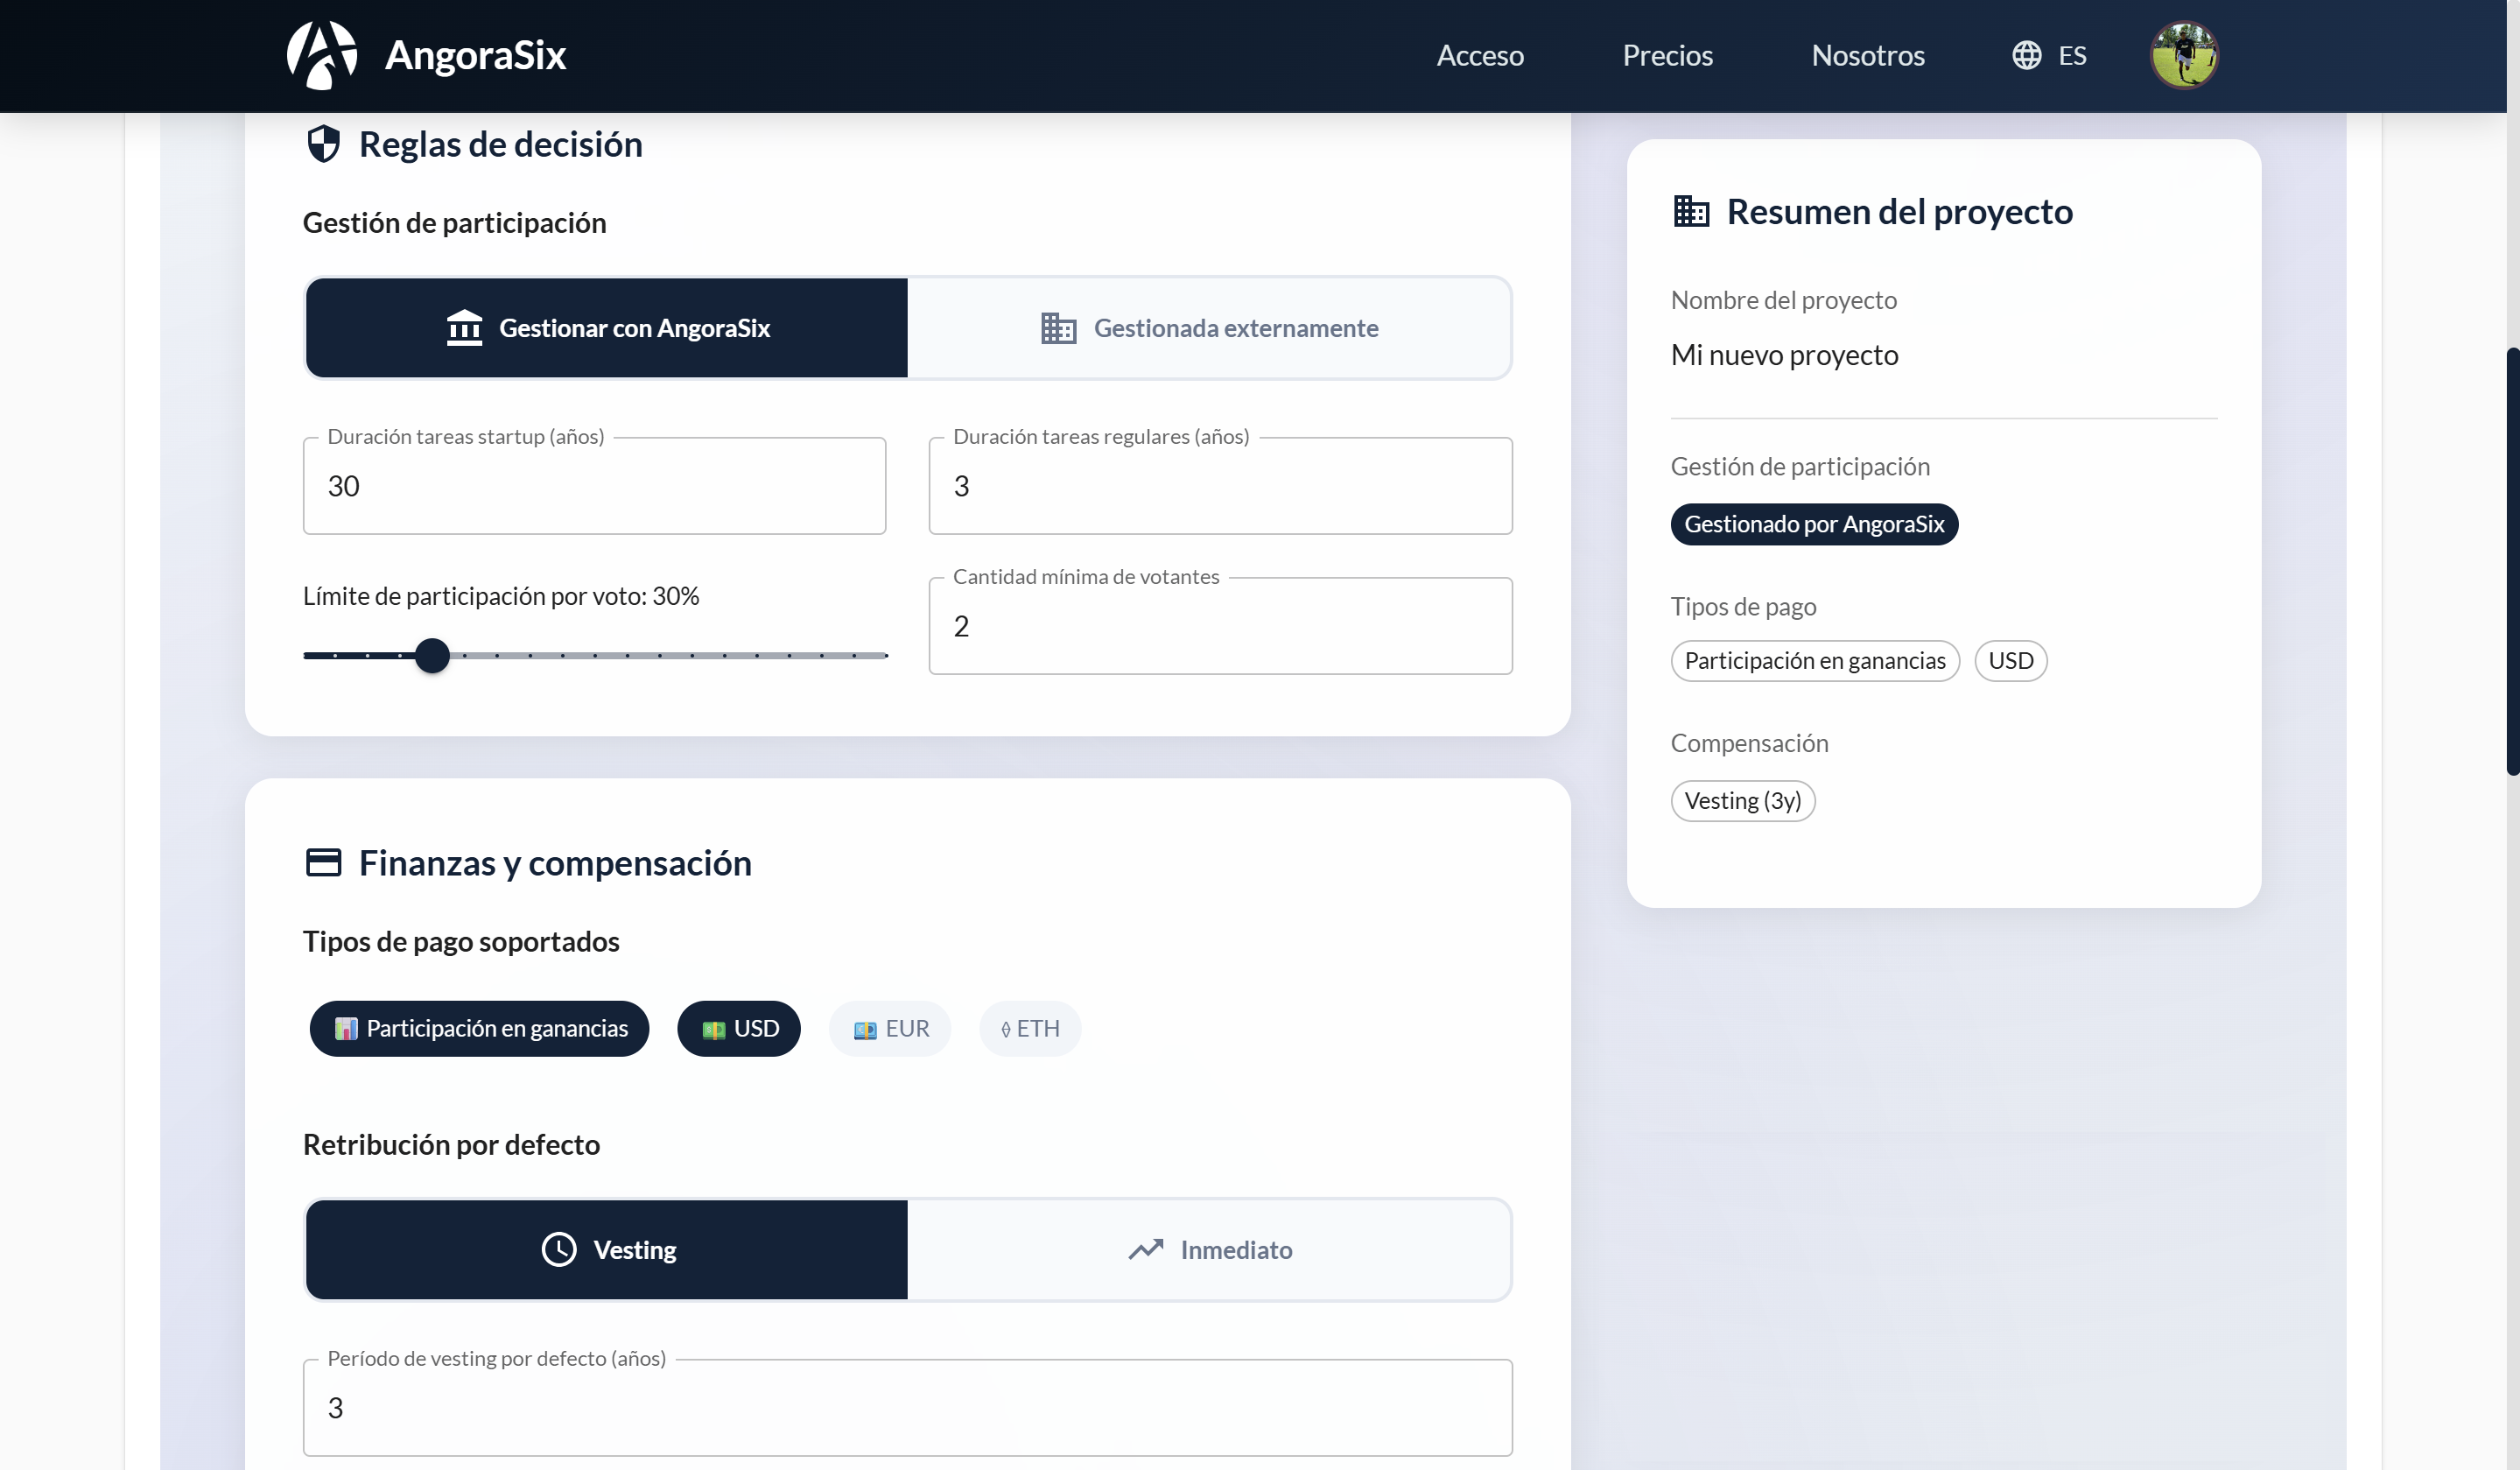 AngoraSix
Acceso
Precios
Nosotros
ES
Reglas de decisión
Gestión de participación
Gestionar con AngoraSix
Gestionada externamente
Duración tareas startup (años)
30
Duración tareas regulares (años)
3
Límite de participación por voto: 30%
Cantidad mínima de votantes
2
Finanzas y compensación
Tipos de pago soportados
Participación en ganancias
USD
EUR
ETH
Retribución por defecto
Vesting
Inmediato
Período de vesting por defecto (años)
3
Resumen del proyecto
Nombre del proyecto
Mi nuevo proyecto
Gestión de participación
Gestionado por AngoraSix
Tipos de pago
Participación en ganancias
USD
Compensación
Vesting (3y)